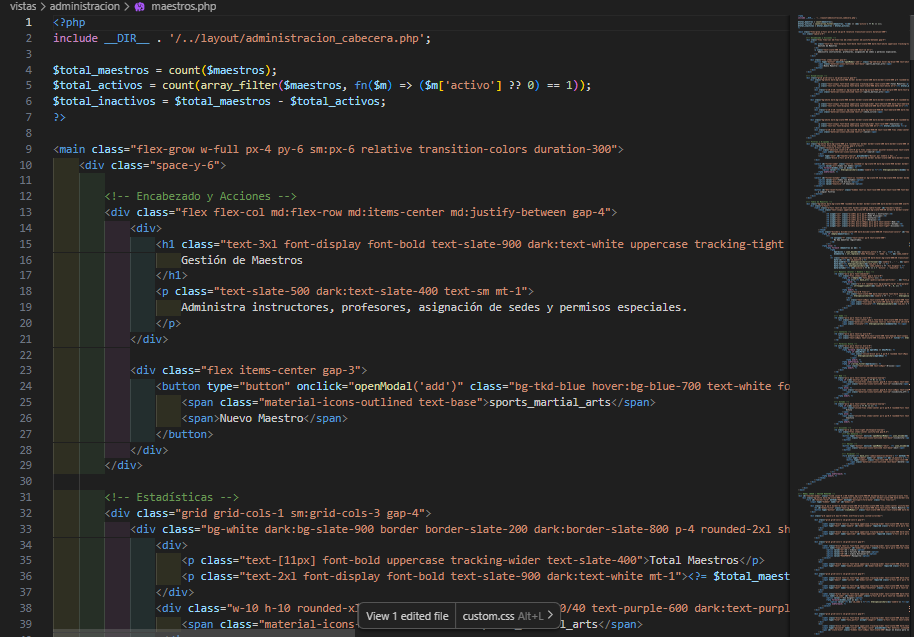 vistas > administracion > maestros.php
1 <?php
2 include __DIR__ . '/../layout/administracion_cabecera.php';
3
4 $total_maestros = count($maestros);
5 $total_activos = count(array_filter($maestros, fn($m) => ($m['activo'] ?? 0) == 1));
6 $total_inactivos = $total_maestros - $total_activos;
7 ?>
8
9 <main class="flex-grow w-full px-4 py-6 sm:px-6 relative transition-colors duration-300">
10 <div class="space-y-6">
11
12 <!-- Encabezado y Acciones -->
13 <div class="flex flex-col md:flex-row md:items-center md:justify-between gap-4">
14 <div>
15 <h1 class="text-3xl font-display font-bold text-slate-900 dark:text-white uppercase tracking-tight
16 Gestión de Maestros
17 </h1>
18 <p class="text-slate-500 dark:text-slate-400 text-sm mt-1">
19 Administra instructores, profesores, asignación de sedes y permisos especiales.
20 </p>
21 </div>
22
23 <div class="flex items-center gap-3">
24 <button type="button" onclick="openModal('add')" class="bg-tkd-blue hover:bg-blue-700 text-white fo
25 <span class="material-icons-outlined text-base">sports_martial_arts</span>
26 <span>Nuevo Maestro</span>
27 </button>
28 </div>
29 </div>
30
31 <!-- Estadísticas -->
32 <div class="grid grid-cols-1 sm:grid-cols-3 gap-4">
33 <div class="bg-white dark:bg-slate-900 border border-slate-200 dark:border-slate-800 p-4 rounded-2xl sh
34 <div>
35 <p class="text-[11px] font-bold uppercase tracking-wider text-slate-400">Total Maestros</p>
36 <p class="text-2xl font-display font-bold text-slate-900 dark:text-white mt-1"><?= $total_maest
37 </div>
38 <div class="w-10 h-10 rounded-x 0/40 text-purple-600 dark:text-purpl
39 <span class="material-icons- l_arts</span>
View 1 edited file custom.css Alt+L >